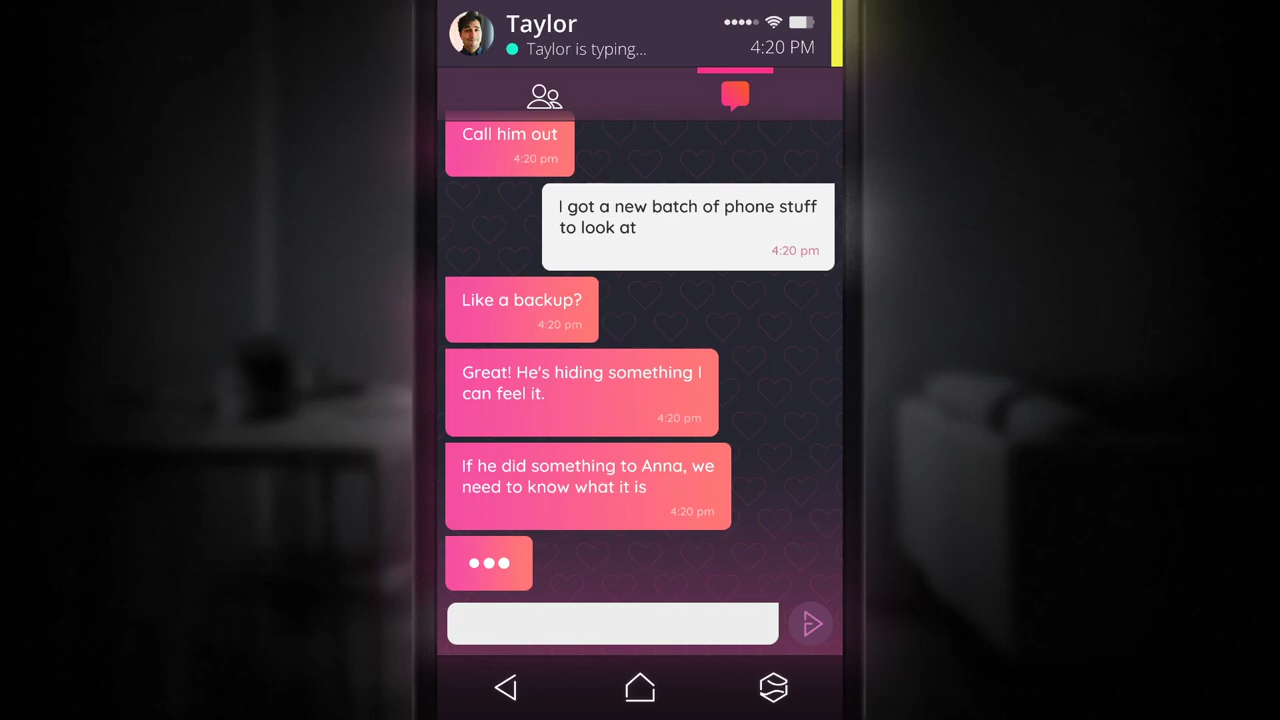 Taylor
Taylor is typing...
4:20 PM
Call him out
4:20 pm
I got a new batch of phone stuff
to look at
4:20 pm
Like a backup?
4:20 pm
Great! He's hiding something I
can feel it.
4:20 pm
If he did something to Anna, we
need to know what it is
4:20 pm